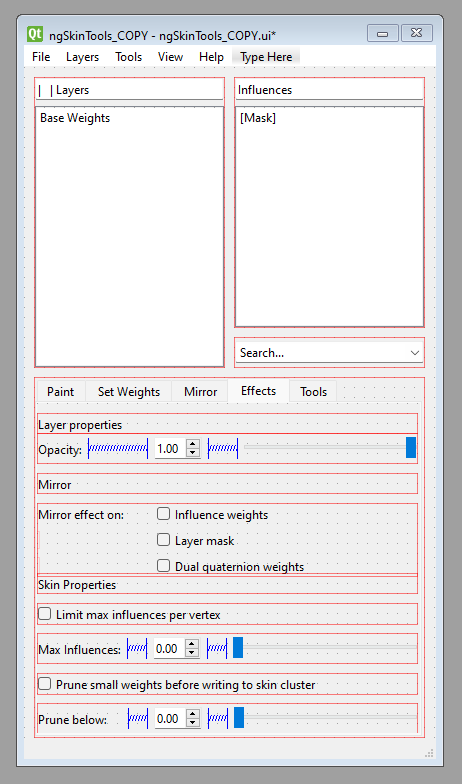 Qt ngSkinTools_COPY - ngSkinTools_COPY.ui*
File Layers Tools View Help Type Here
| | Layers
Influences
Base Weights
[Mask]
Search...
Paint Set Weights Mirror Effects Tools
Layer properties
Opacity: 1.00
Mirror
Mirror effect on: Influence weights
Layer mask
Dual quaternion weights
Skin Properties
Limit max influences per vertex
Max Influences: 0.00
Prune small weights before writing to skin cluster
Prune below: 0.00